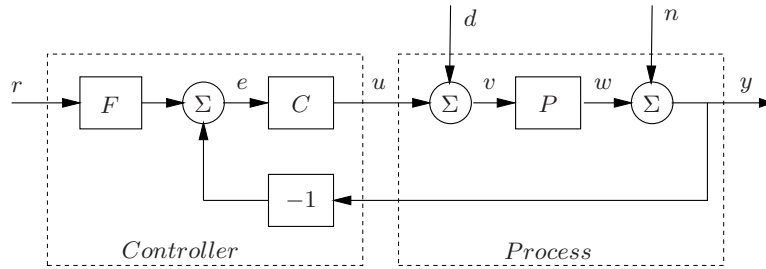 d
n
r
F
Σ
e
C
u
Σ
v
P
w
Σ
y
−1
Controller
Process